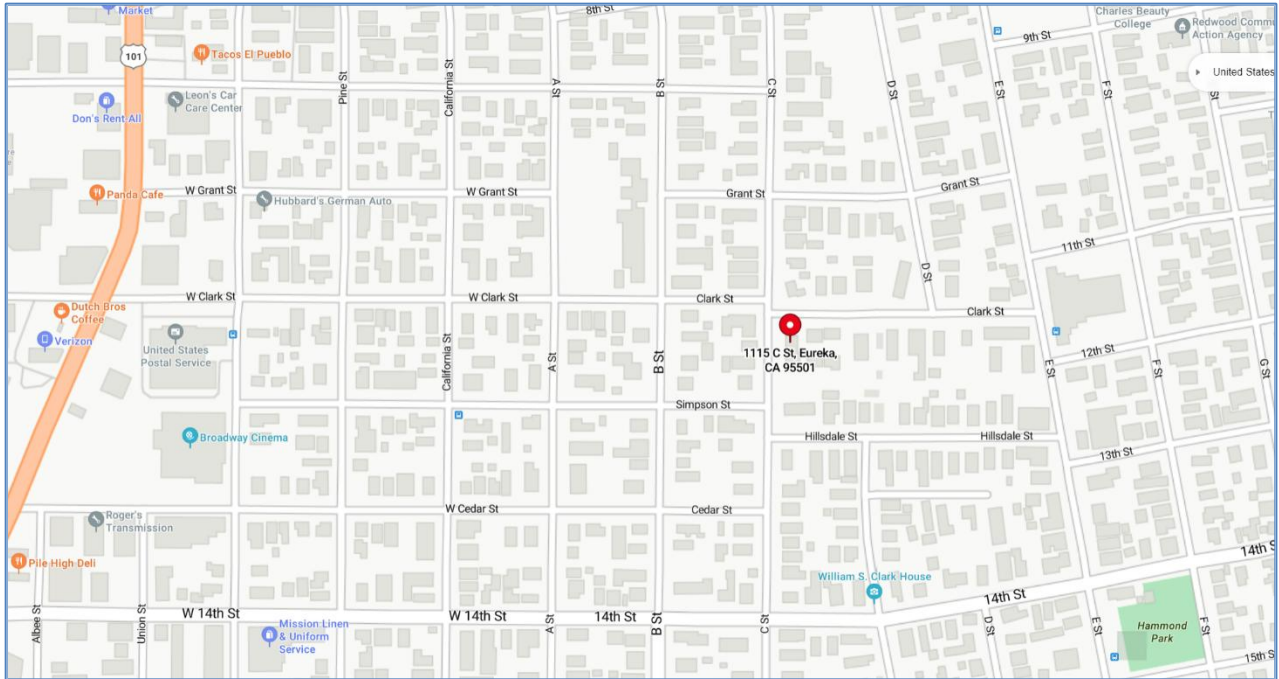 Market
8th St
Charles Beauty
College
Redwood Commu
Action Agency
9th St
101
Tacos El Pueblo
United States
Leon's Car
Care Center
Don's Rent All
Pine St
California St
A St
B St
C St
D St
E St
F St
St
Panda Cafe
W Grant St
W Grant St
Grant St
Grant St
Hubbard's German Auto
11th St
D St
W Clark St
W Clark St
Clark St
Clark St
Dutch Bros
Coffee
Verizon
United States
Postal Service
California St
A St
B St
1115 C St, Eureka,
CA 95501
E St
12th St
F St
G St
Simpson St
Broadway Cinema
Hillsdale St
Hillsdale St
13th St
W Cedar St
Cedar St
Roger's
Transmission
Pile High Deli
William S. Clark House
14th S
14th St
W 14th St
W 14th St
14th St
Albee St
Union St
Mission Linen
& Uniform
Service
A St
B St
C St
D St
E St
F St
Hammond
Park
15th S